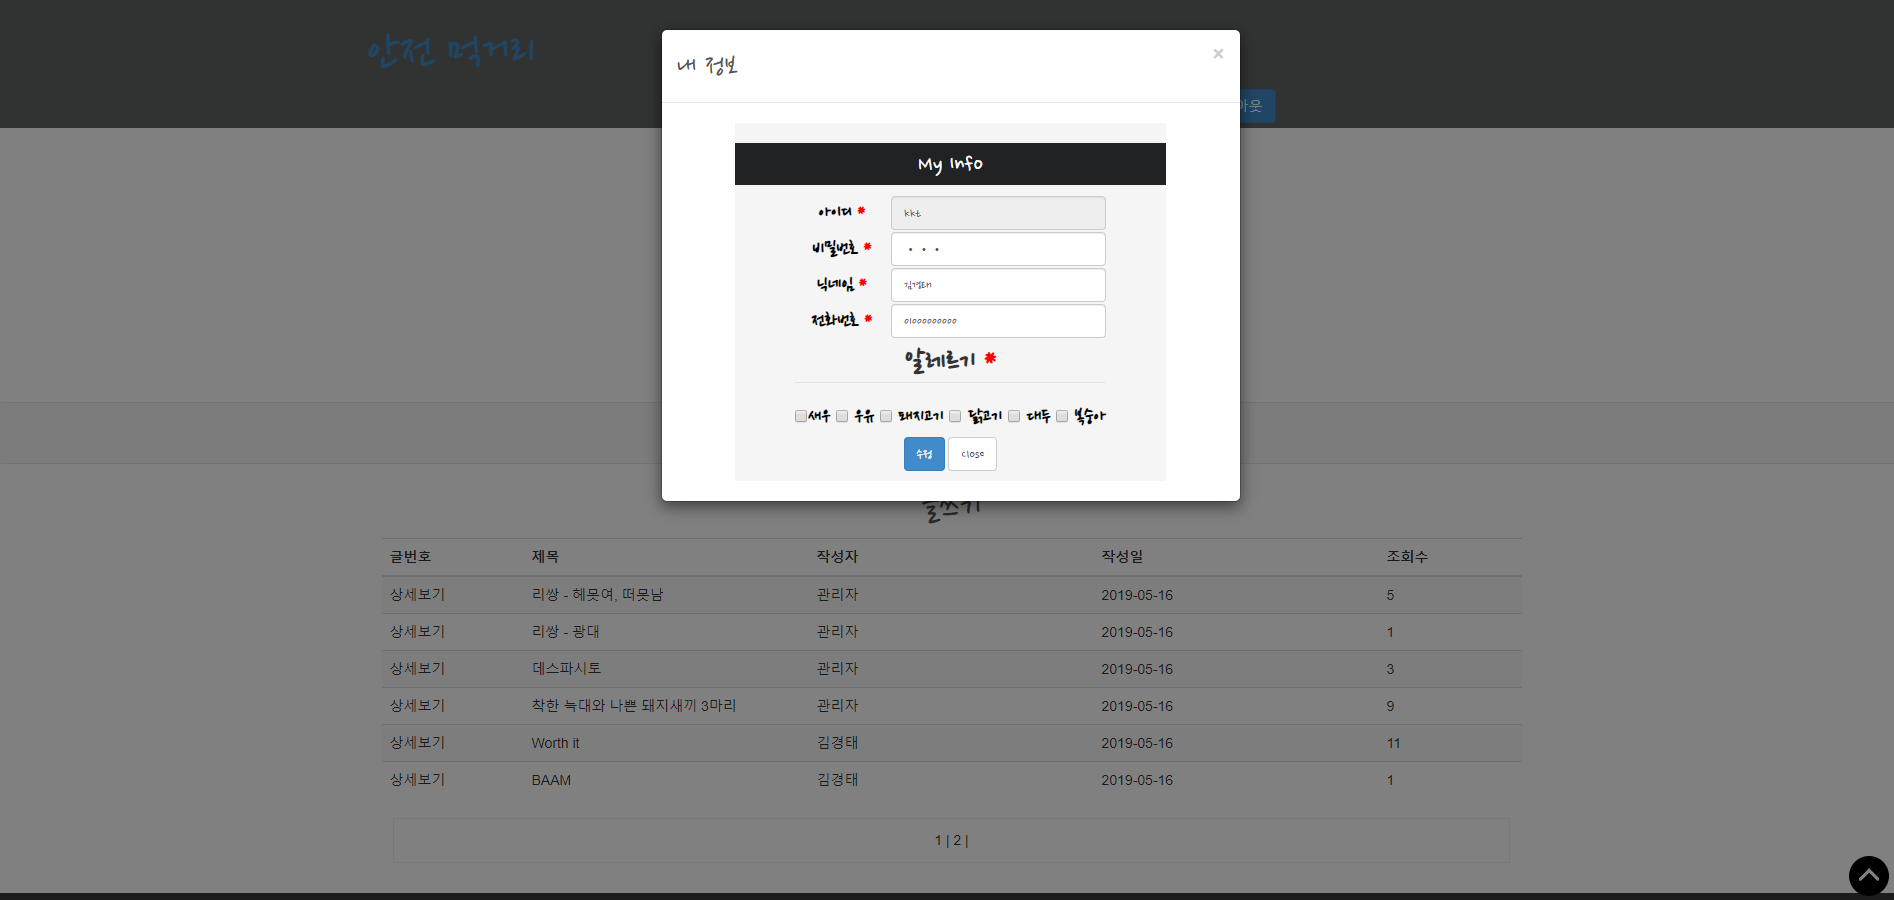 안전 먹거리
내 정보
×
아웃
My Info
아이디 *
kkt
비밀번호 *
• • •
닉네임 *
김경태
전화번호 *
01000000000
알레르기 *
새우 우유 돼지고기 닭고기 대두 복숭아
수정 close
글쓰기
글번호 제목 작성자 작성일 조회수
상세보기 리쌍 - 헤못여, 떠못남 관리자 2019-05-16 5
상세보기 리쌍 - 광대 관리자 2019-05-16 1
상세보기 데스파시토 관리자 2019-05-16 3
상세보기 착한 늑대와 나쁜 돼지새끼 3마리 관리자 2019-05-16 9
상세보기 Worth it 김경태 2019-05-16 11
상세보기 BAAM 김경태 2019-05-16 1
1 | 2 |